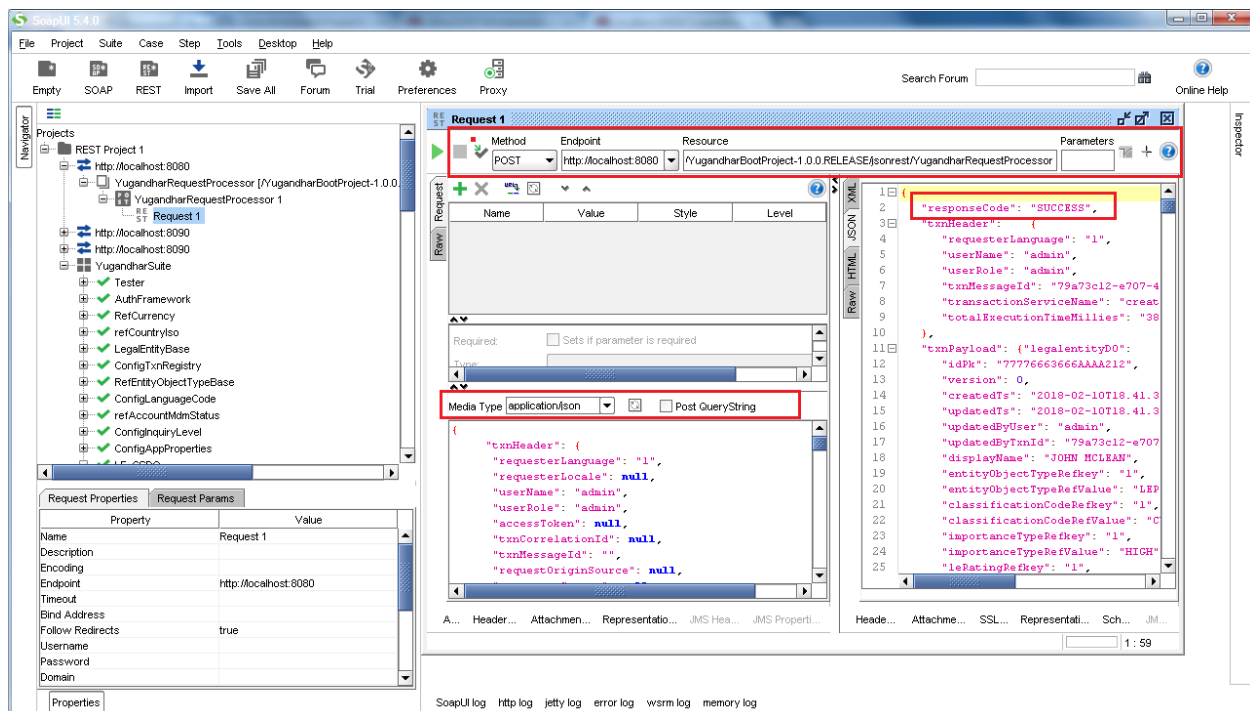 SoapUI 5.4.0
File Project Suite Case Step Tools Desktop Help
Empty SOAP REST Import Save All Forum Trial Preferences Proxy
Search Forum
Online Help
Navigator
Projects
REST Project 1
http://localhost:8080
YugandharRequestProcessor [/YugandharBootProject-1.0.0.
YugandharRequestProcessor 1
Request 1
http://localhost:8090
http://localhost:8090
YugandharSuite
Tester
AuthFramework
RefCurrency
refCountryIso
LegalEntityBase
ConfigTxnRegistry
RefEntityObjectTypeBase
ConfigLanguageCode
refAccountMdmStatus
ConfigInquiryLevel
ConfigAppProperties
Request Properties Request Params
Property Value
Name Request 1
Description
Encoding
Endpoint http://localhost:8080
Timeout
Bind Address
Follow Redirects true
Username
Password
Domain
Properties
Request 1
Method Endpoint Resource Parameters
POST http://localhost:8080 /YugandharBootProject-1.0.0.RELEASE/jsonrest/YugandharRequestProcessor
Request
Raw
Name Value Style Level
Required: Sets if parameter is required
Type:
Media Type application/json Post QueryString
{
"txnHeader": {
"requesterLanguage": "1",
"requesterLocale": null,
"userName": "admin",
"userRole": "admin",
"accessToken": null,
"txnCorrelationId": null,
"txnMessageId": "",
"requestOriginSource": null,
A... Header... Attachmen... Representatio... JMS Hea... JMS Properti...
XML
JSON
HTML
Raw
1 {
2 "responseCode": "SUCCESS",
3 "txnHeader": {
4 "requesterLanguage": "1",
5 "userName": "admin",
6 "userRole": "admin",
7 "txnMessageId": "79a73c12-e707-4
8 "transactionServiceName": "creat
9 "totalExecutionTimeMillies": "38
10 },
11 "txnPayload": {"legalentityDO":
12 "idPk": "77776663666AAAA212",
13 "version": 0,
14 "createdTs": "2018-02-10T18.41.3
15 "updatedTs": "2018-02-10T18.41.3
16 "updatedByUser": "admin",
17 "updatedByTxnId": "79a73c12-e707
18 "displayName": "JOHN MCLEAN",
19 "entityObjectTypeRefkey": "1",
20 "entityObjectTypeRefValue": "LEP
21 "classificationCodeRefkey": "1",
22 "classificationCodeRefValue": "C
23 "importanceTypeRefkey": "1",
24 "importanceTypeRefValue": "HIGH"
25 "leRatingRefkey": "1",
Heade... Attachme... SSL... Representati... Sch... JM...
1 : 59
Inspector
SoapUI log http log jetty log error log wsrm log memory log